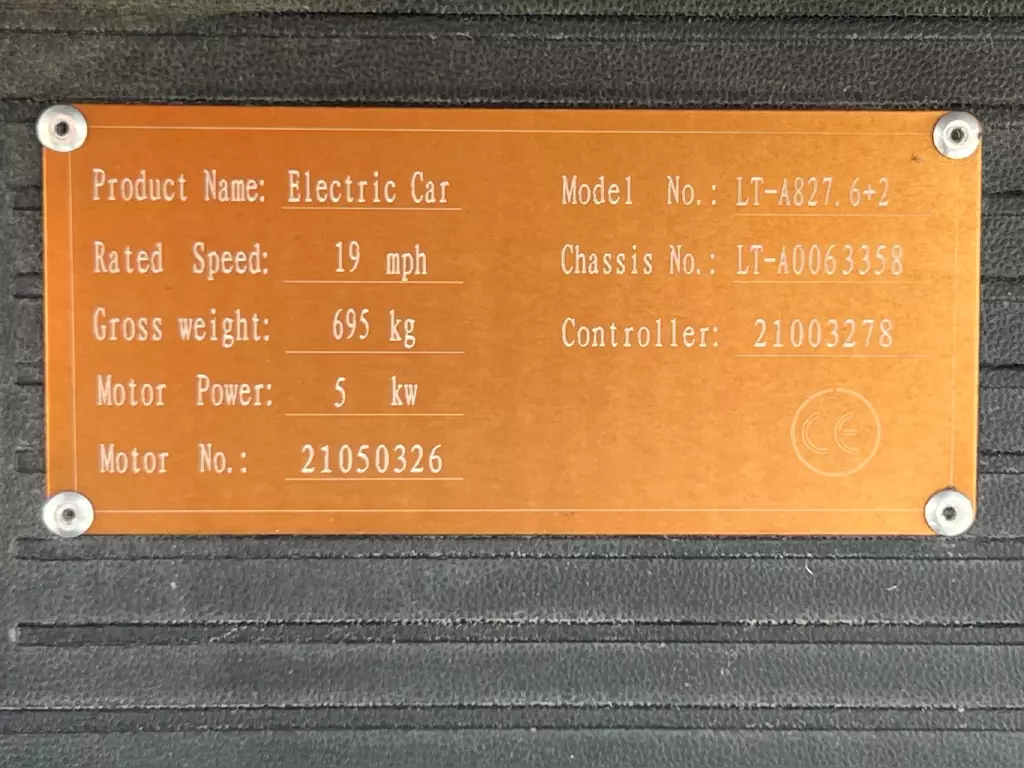 Product Name: Electric Car
Model No.: LT-A827.6+2
Rated Speed: 19 mph
Chassis No.: LT-A0063358
Gross weight: 695 kg
Controller: 21003278
Motor Power: 5 kw
Motor No.: 21050326
CE